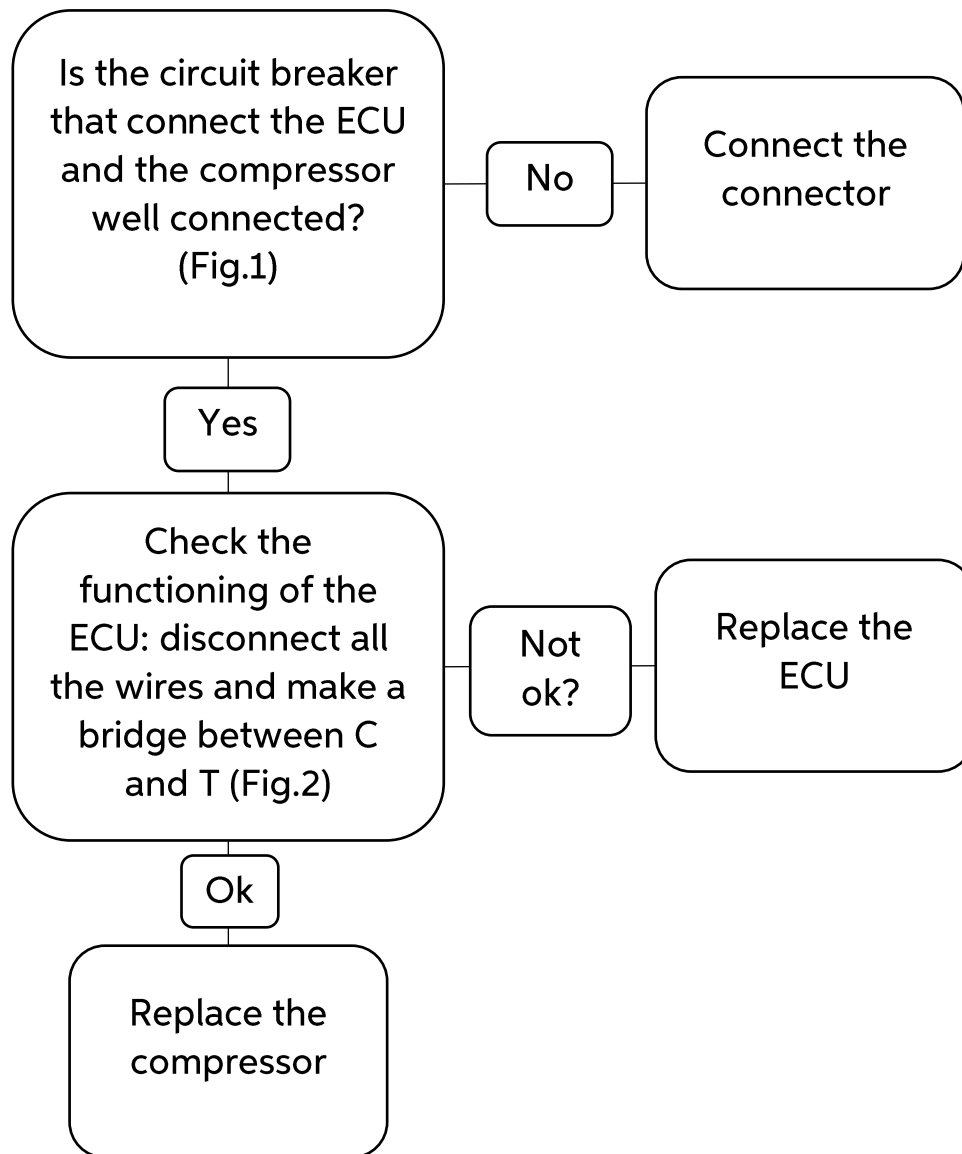 Is the circuit breaker
that connect the ECU
and the compressor
well connected?
(Fig.1)
No
Connect the
connector
Yes
Check the
functioning of the
ECU: disconnect all
the wires and make a
bridge between C
and T (Fig.2)
Not
ok?
Replace the
ECU
Ok
Replace the
compressor